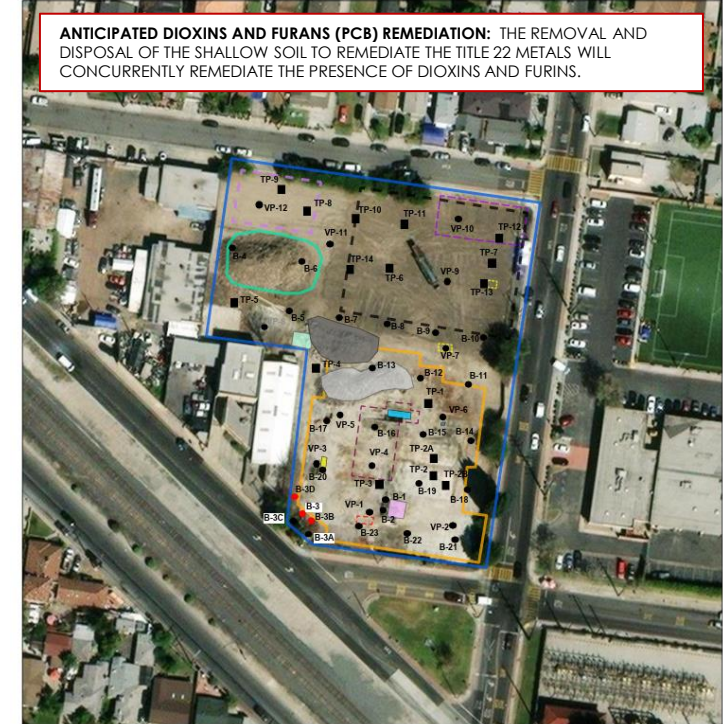 ANTICIPATED DIOXINS AND FURANS (PCB) REMEDIATION: THE REMOVAL AND
DISPOSAL OF THE SHALLOW SOIL TO REMEDIATE THE TITLE 22 METALS WILL
CONCURRENTLY REMEDIATE THE PRESENCE OF DIOXINS AND FURINS.
TP-9
VP-12
TP-8
TP-10
TP-11
VP-10
TP-12
VP-11
B-4
B-6
TP-14
TP-6
VP-9
TP-7
TP-13
TP-5
B-5
B-7
B-8
B-9
B-10
VP-7
TP-4
B-13
B-12
B-11
TP-1
VP-6
B-17
VP-5
B-16
B-15
B-14
VP-3
VP-4
TP-2A
B-20
TP-2
TP-2B
TP-3
B-19
B-18
B-3D
B-1
B-3
VP-1
B-3C
B-3B
B-2
VP-2
B-3A
B-23
B-22
B-21